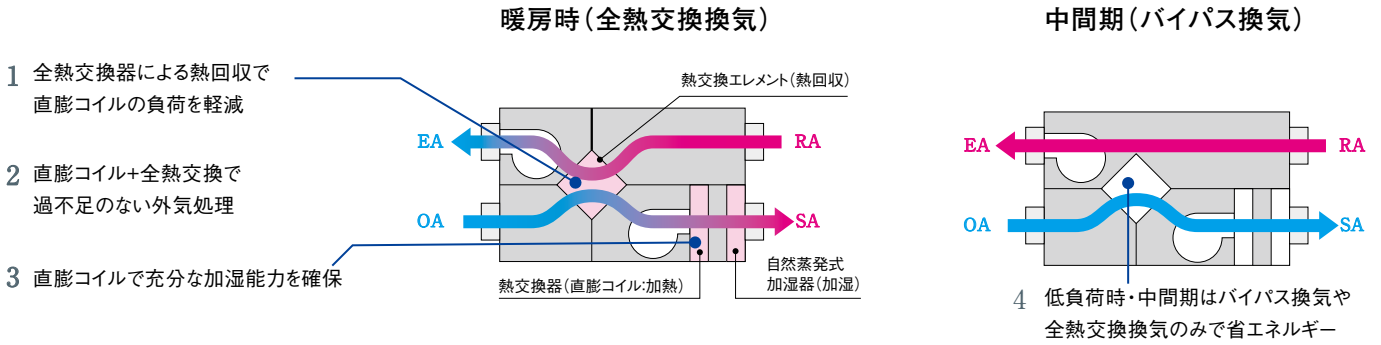 暖房時(全熱交換換気)
1 全熱交換器による熱回収で
直膨コイルの負荷を軽減
2 直膨コイル+全熱交換で
過不足のない外気処理
3 直膨コイルで充分な加湿能力を確保
熱交換エレメント(熱回収)
EA
RA
OA
SA
熱交換器(直膨コイル:加熱)
自然蒸発式
加湿器(加湿)
中間期(バイパス換気)
EA
RA
OA
SA
4 低負荷時・中間期はバイパス換気や
全熱交換換気のみで省エネルギー